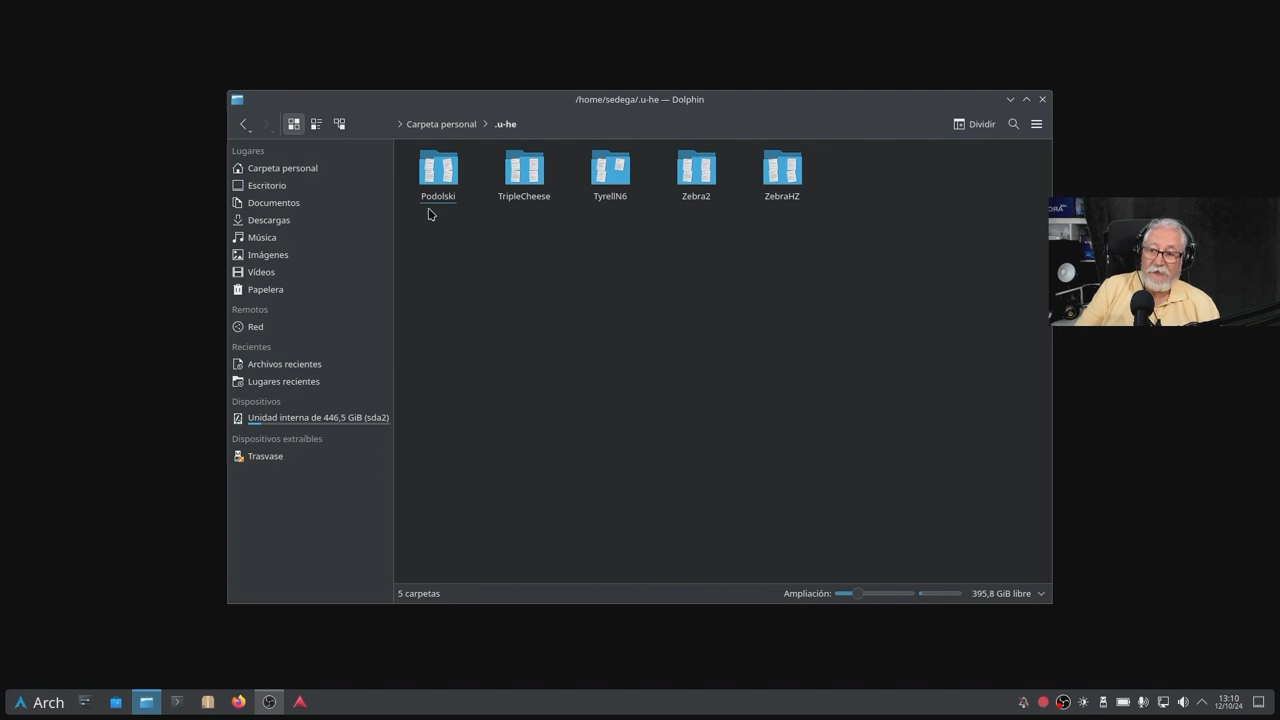 /home/sedega/.u-he — Dolphin
Carpeta personal
.u-he
Dividir
Lugares
Carpeta personal
Escritorio
Documentos
Descargas
Música
Imágenes
Vídeos
Papelera
Remotos
Red
Recientes
Archivos recientes
Lugares recientes
Dispositivos
Unidad interna de 446,5 GiB (sda2)
Dispositivos extraíbles
Trasvase
Podolski
TripleCheese
TyrellN6
Zebra2
ZebraHZ
5 carpetas
Ampliación:
395,8 GiB libre
Arch
13:10
12/10/24